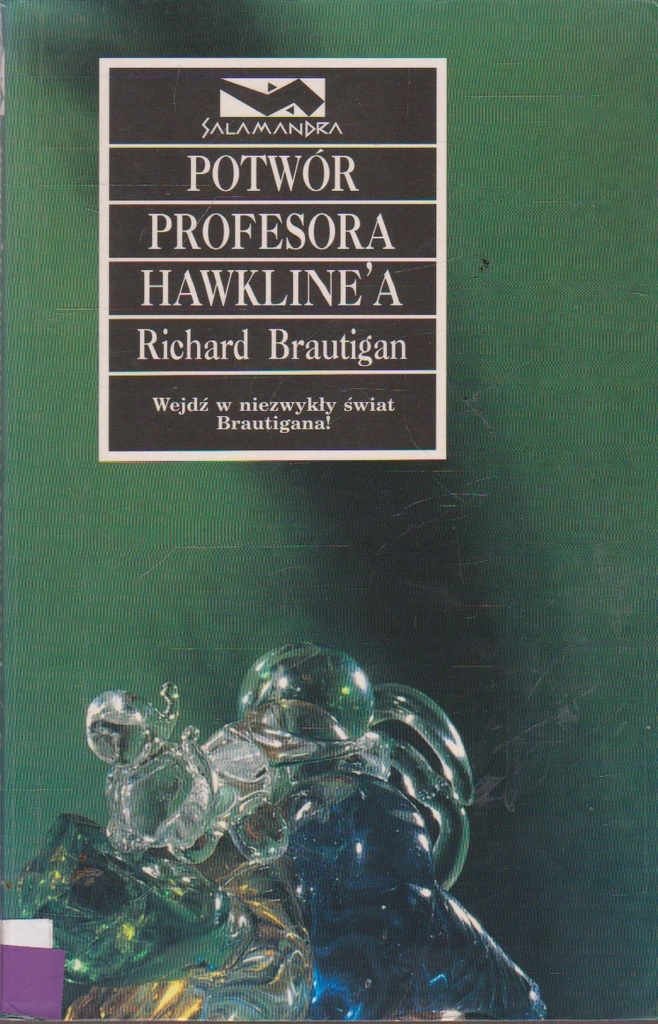 SALAMANDRA
POTWÓR
PROFESORA
HAWKLINE'A
Richard Brautigan
Wejdź w niezwykły świat
Brautigana!